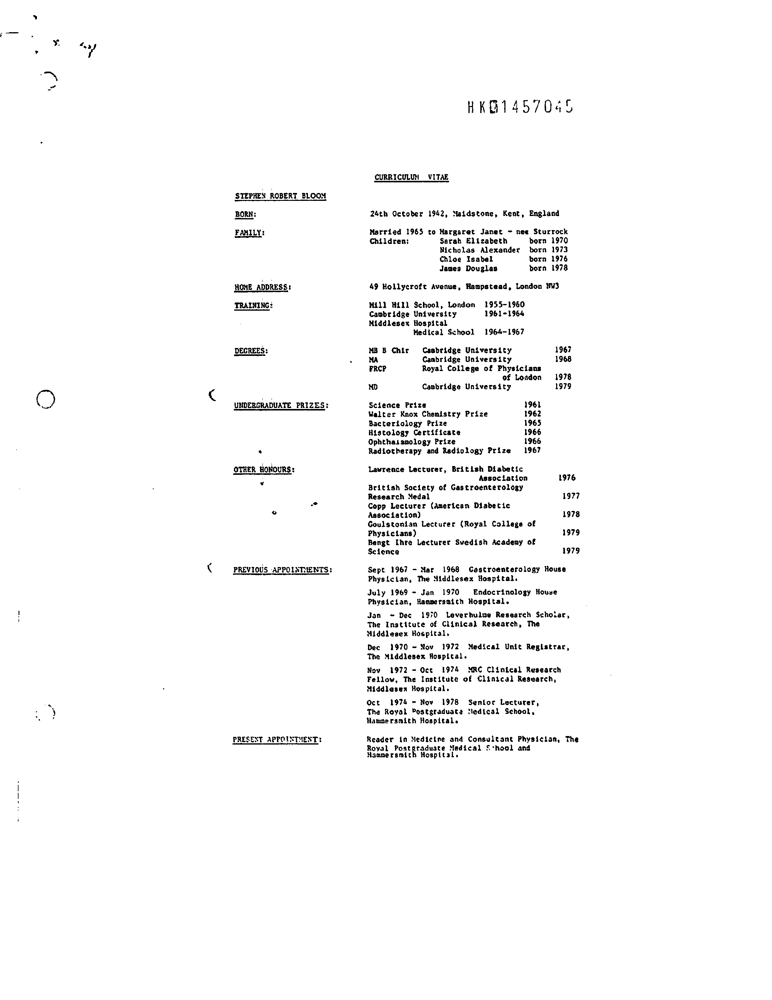 HK01457045
CURRICULUM VITAE
STEPHEN ROBERT BLOOM
BORN: 24th October 1942, Maidstone, Kent, England
FAMILY: Married 1965 to Margaret Janet - nee Sturrock
Children: Sarah Elizabeth born 1970
Nicholas Alexander born 1973
Chloe Isabel born 1976
James Douglas born 1978
HOME ADDRESS: 49 Hollycroft Avenue, Hampstead, London NW3
TRAINING: Mill Hill School, London 1955-1960
Cambridge University 1961-1964
Middlesex Hospital
Medical School 1964-1967
DEGREES: MB B Chir Cambridge University 1967
MA Cambridge University 1968
FRCP Royal College of Physicians
of London 1978
MD Cambridge University 1979
UNDERGRADUATE PRIZES: Science Prize 1961
Walter Knox Chemistry Prize 1962
Bacteriology Prize 1965
Histology Certificate 1966
Ophthalmology Prize 1966
Radiotherapy and Radiology Prize 1967
OTHER HONOURS: Lawrence Lecturer, British Diabetic
Association 1976
British Society of Gastroenterology
Research Medal 1977
Copp Lecturer (American Diabetic
Association) 1978
Goulstonian Lecturer (Royal College of
Physicians) 1979
Bengt Ihre Lecturer Swedish Academy of
Science 1979
PREVIOUS APPOINTMENTS: Sept 1967 - Mar 1968 Gastroenterology House
Physician, The Middlesex Hospital.
July 1969 - Jan 1970 Endocrinology House
Physician, Hammersmith Hospital.
Jan - Dec 1970 Leverhulme Research Scholar,
The Institute of Clinical Research, The
Middlesex Hospital.
Dec 1970 - Nov 1972 Medical Unit Registrar,
The Middlesex Hospital.
Nov 1972 - Oct 1974 MRC Clinical Research
Fellow, The Institute of Clinical Research,
Middlesex Hospital.
Oct 1974 - Nov 1978 Senior Lecturer,
The Royal Postgraduate Medical School,
Hammersmith Hospital.
PRESENT APPOINTMENT: Reader in Medicine and Consultant Physician, The
Royal Postgraduate Medical School and
Hammersmith Hospital.